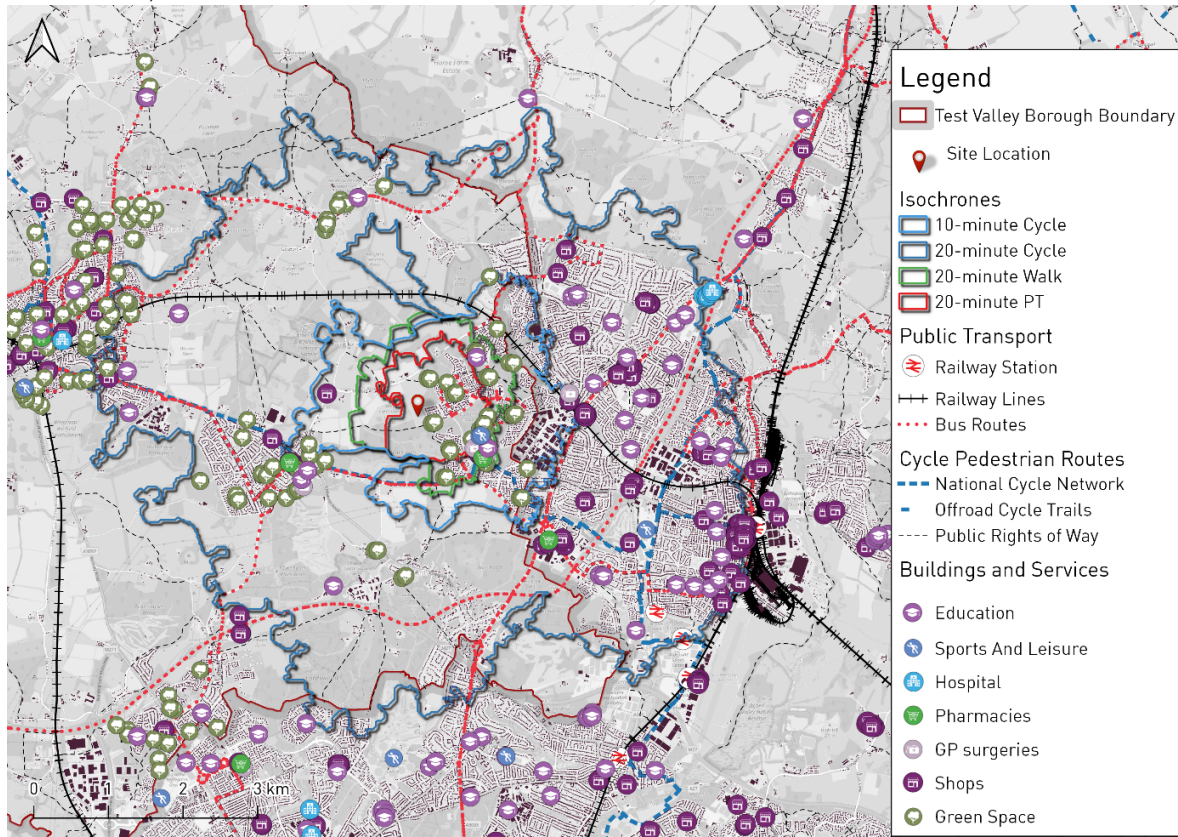 Legend
Test Valley Borough Boundary
Site Location
Isochrones
10-minute Cycle
20-minute Cycle
20-minute Walk
20-minute PT
Public Transport
Railway Station
Railway Lines
Bus Routes
Cycle Pedestrian Routes
National Cycle Network
Offroad Cycle Trails
Public Rights of Way
Buildings and Services
Education
Sports And Leisure
Hospital
Pharmacies
GP surgeries
Shops
Green Space
0 1 2 3 km